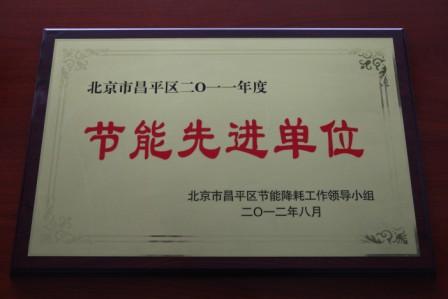 北京市昌平区二〇一一年度
节能先进单位
北京市昌平区节能降耗工作领导小组
二〇一二年八月